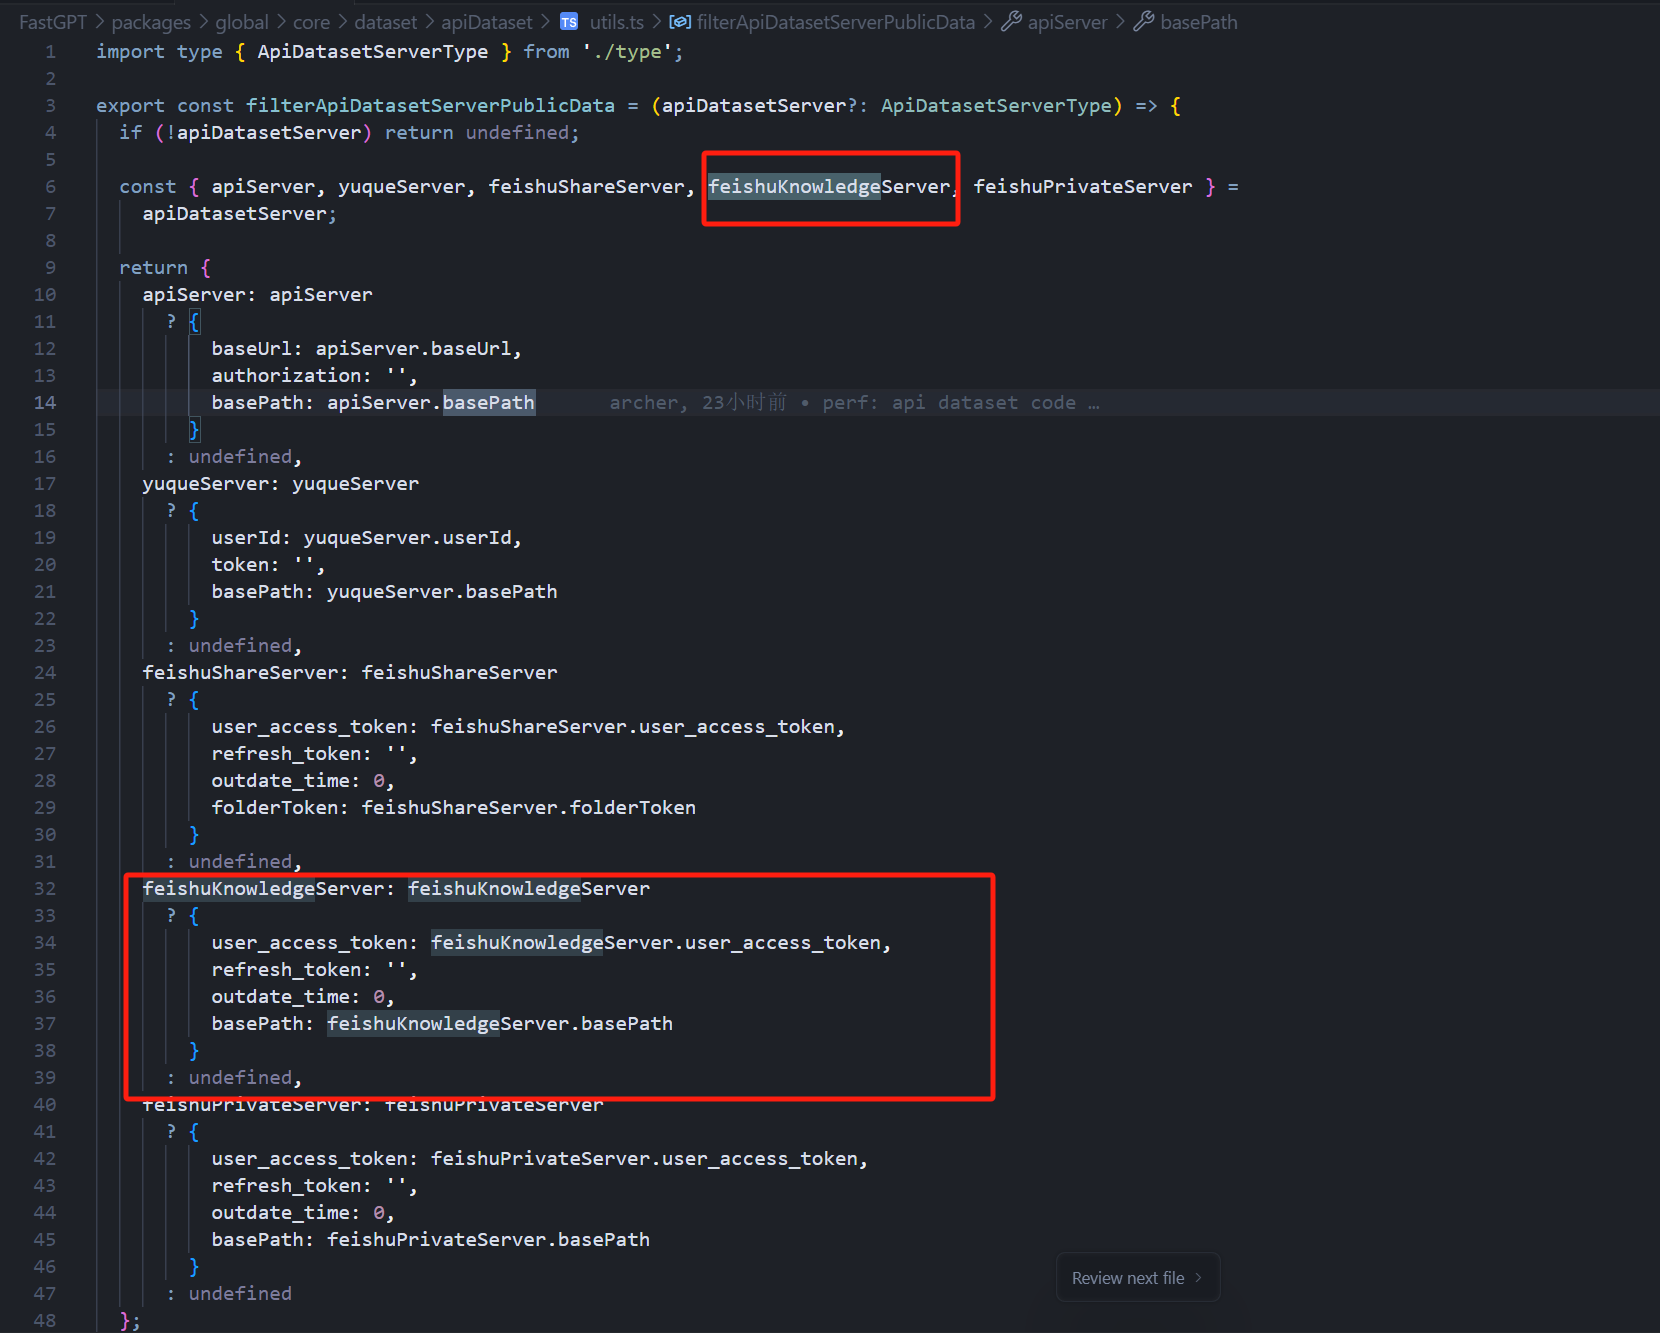 FastGPT > packages > global > core > dataset > apiDataset > TS utils.ts > filterApiDatasetServerPublicData > apiServer > basePath
1 import type { ApiDatasetServerType } from './type';
2
3 export const filterApiDatasetServerPublicData = (apiDatasetServer?: ApiDatasetServerType) => {
4 if (!apiDatasetServer) return undefined;
5
6 const { apiServer, yuqueServer, feishuShareServer, feishuKnowledgeServer, feishuPrivateServer } =
7 apiDatasetServer;
8
9 return {
10 apiServer: apiServer
11 ? {
12 baseUrl: apiServer.baseUrl,
13 authorization: '',
14 basePath: apiServer.basePath archer, 23小时前 • perf: api dataset code …
15 }
16 : undefined,
17 yuqueServer: yuqueServer
18 ? {
19 userId: yuqueServer.userId,
20 token: '',
21 basePath: yuqueServer.basePath
22 }
23 : undefined,
24 feishuShareServer: feishuShareServer
25 ? {
26 user_access_token: feishuShareServer.user_access_token,
27 refresh_token: '',
28 outdate_time: 0,
29 folderToken: feishuShareServer.folderToken
30 }
31 : undefined,
32 feishuKnowledgeServer: feishuKnowledgeServer
33 ? {
34 user_access_token: feishuKnowledgeServer.user_access_token,
35 refresh_token: '',
36 outdate_time: 0,
37 basePath: feishuKnowledgeServer.basePath
38 }
39 : undefined,
40 feishuPrivateServer: feishuPrivateServer
41 ? {
42 user_access_token: feishuPrivateServer.user_access_token,
43 refresh_token: '',
44 outdate_time: 0,
45 basePath: feishuPrivateServer.basePath
46 }
47 : undefined
48 };
Review next file >